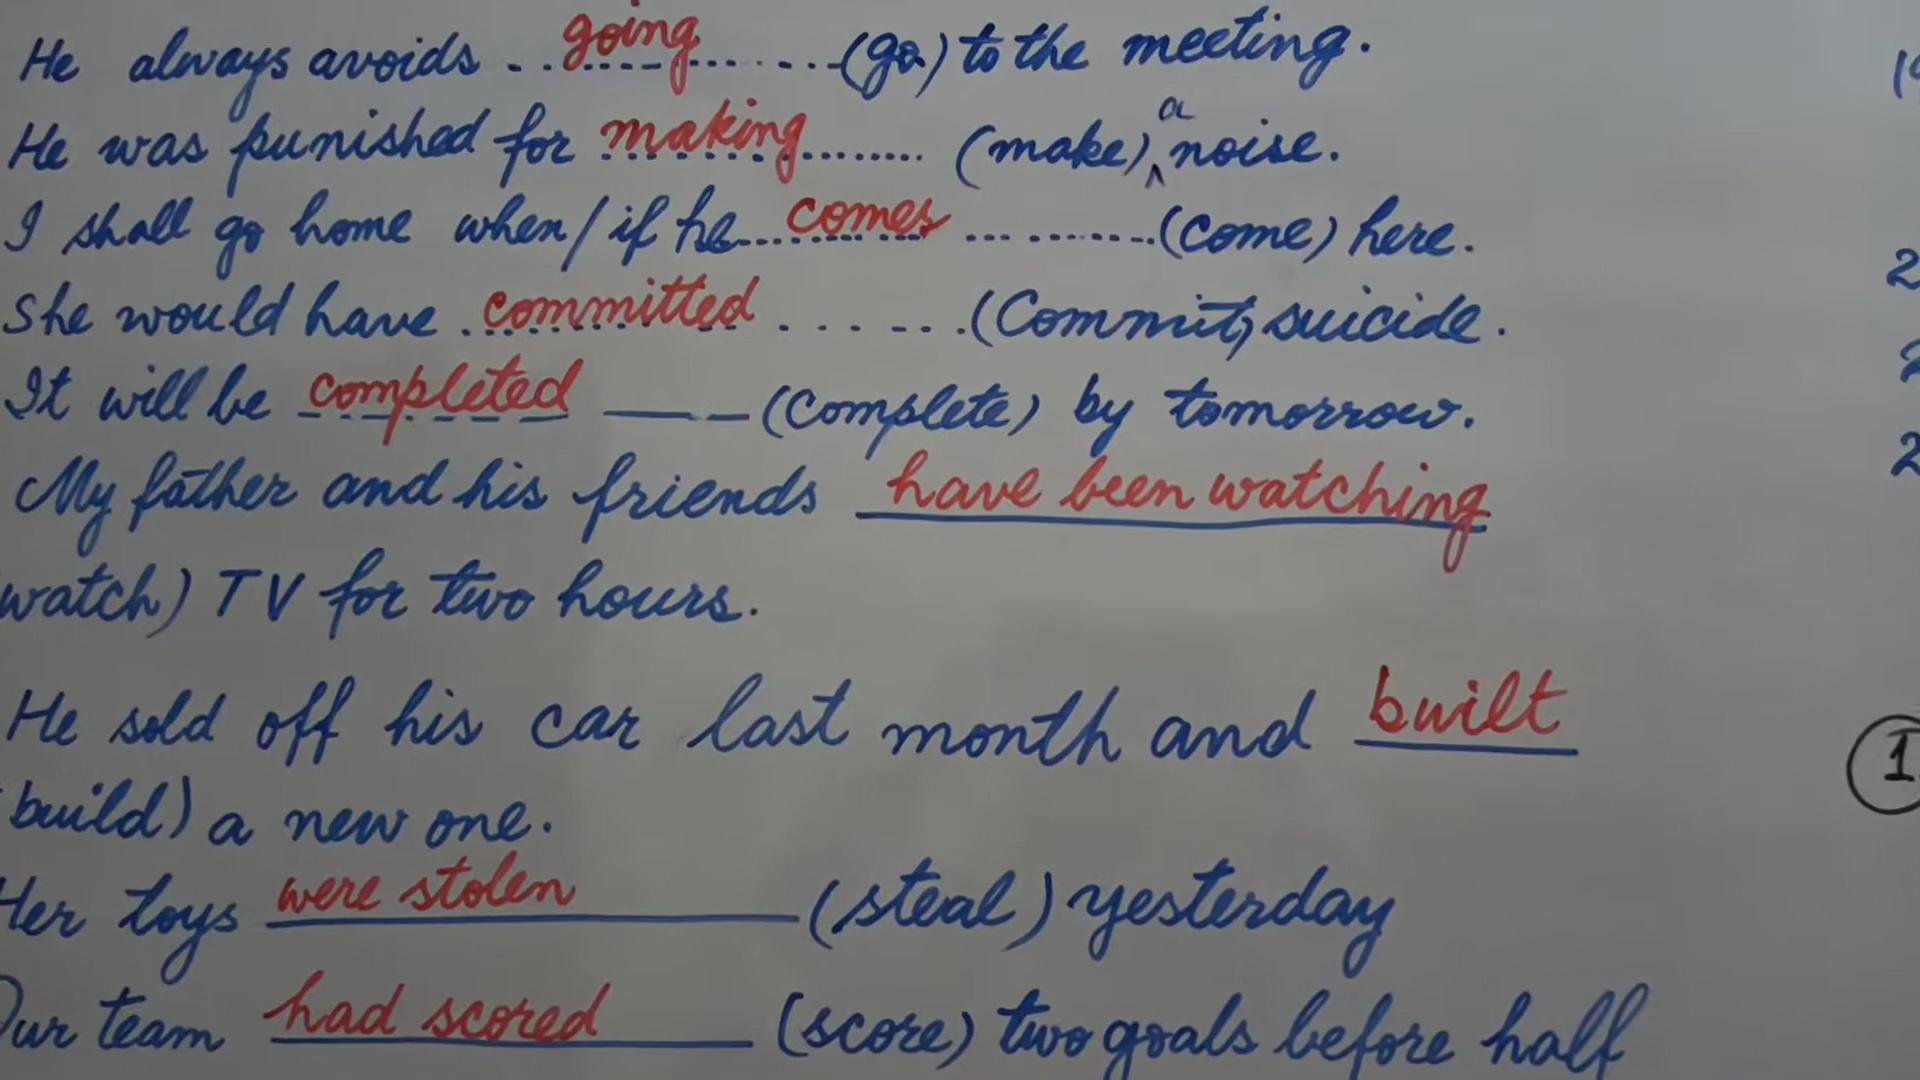 He always avoids going (go) to the meeting.
He was punished for making (make) a noise.
I shall go home when/if he comes (come) here.
She would have committed (Commit) suicide.
It will be completed (Complete) by tomorrow.
My father and his friends have been watching
watch) TV for two hours.
He sold off his car last month and built
build) a new one.
Her toys were stolen (steal) yesterday
Our team had scored (score) two goals before half
2
2
1